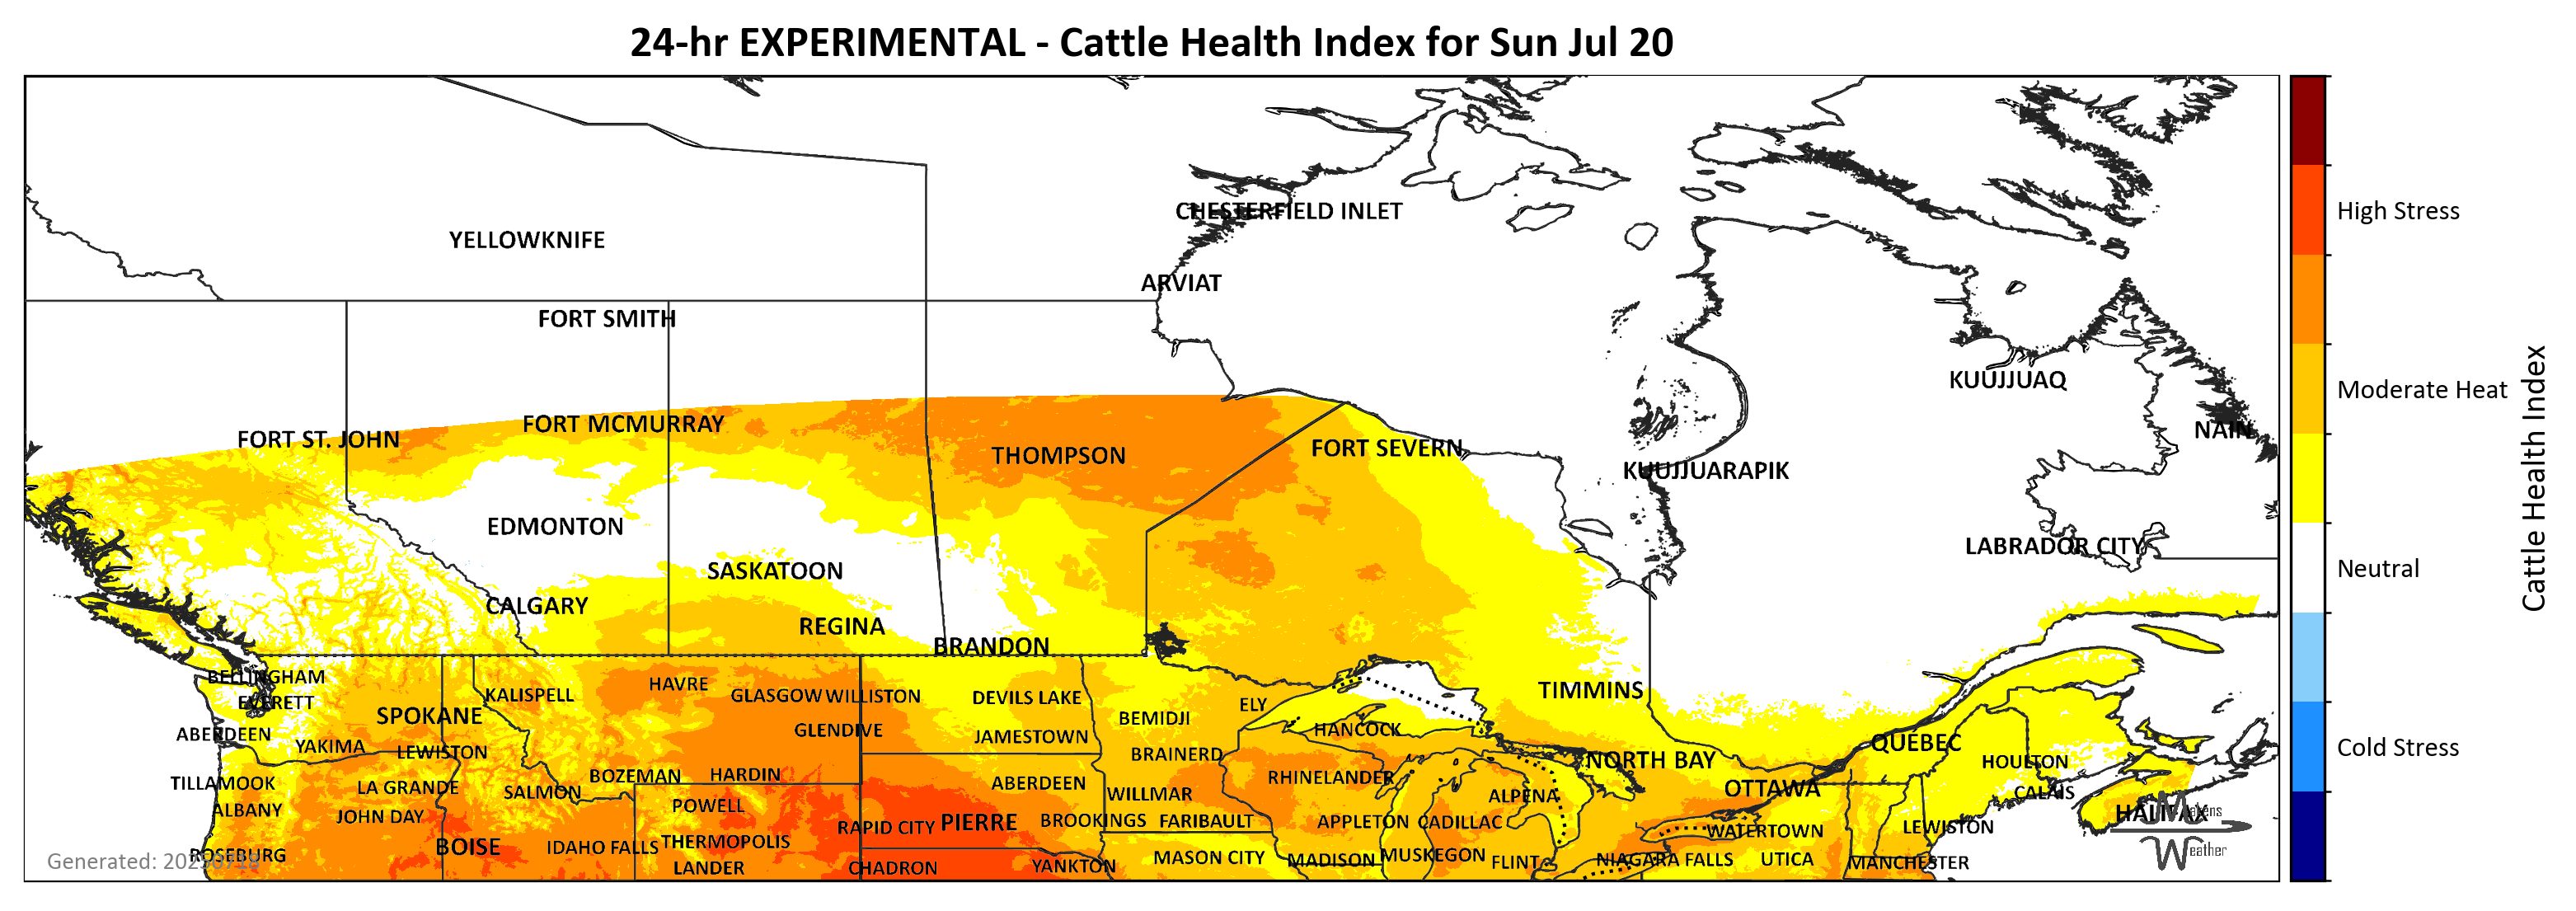 24-hr EXPERIMENTAL - Cattle Health Index for Sun Jul 20
CHESTERFIELD INLET
YELLOWKNIFE
ARVIAT
FORT SMITH
KUUJJUAQ
FORT MCMURRAY
NAIN
FORT ST. JOHN
FORT SEVERN
THOMPSON
KUUJJUARAPIK
EDMONTON
LABRADOR CITY
SASKATOON
CALGARY
REGINA
BRANDON
BELLINGHAM
HAVRE
KALISPELL
GLASGOW
WILLISTON
DEVILS LAKE
TIMMINS
EVERETT
ELY
SPOKANE
BEMIDJI
GLENDIVE
HANCOCK
ABERDEEN
JAMESTOWN
QUEBEC
YAKIMA
LEWISTON
BRAINERD
NORTH BAY
HOULTON
BOZEMAN
HARDIN
RHINELANDER
TILLAMOOK
LA GRANDE
ABERDEEN
OTTAWA
SALMON
WILLMAR
ALPENA
CALAIS
POWELL
ALBANY
JOHN DAY
HALIFAX
RAPID CITY
PIERRE
BROOKINGS
FARIBAULT
APPLETON
CADILLAC
WATERTOWN
LEWISTON
THERMOPOLIS
BOISE
IDAHO FALLS
ROSEBURG
MASON CITY
MADISON
MUSKEGON
FLINT
NIAGARA FALLS
UTICA
MANCHESTER
LANDER
CHADRON
YANKTON
Makens
Weather
High Stress
Moderate Heat
Neutral
Cold Stress
Cattle Health Index